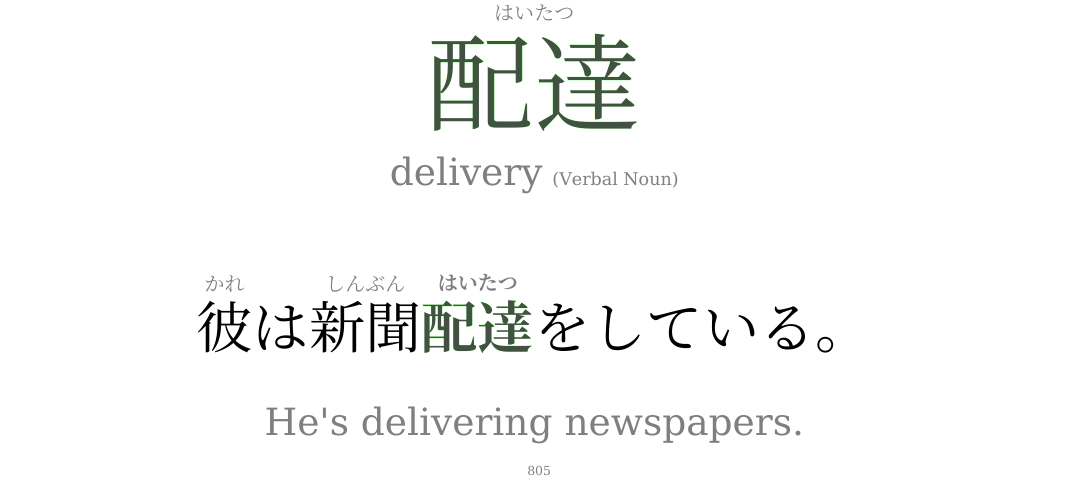 はいたつ
配達
delivery (Verbal Noun)
かれ しんぶん はいたつ
彼は新聞配達をしている。
He's delivering newspapers.
805